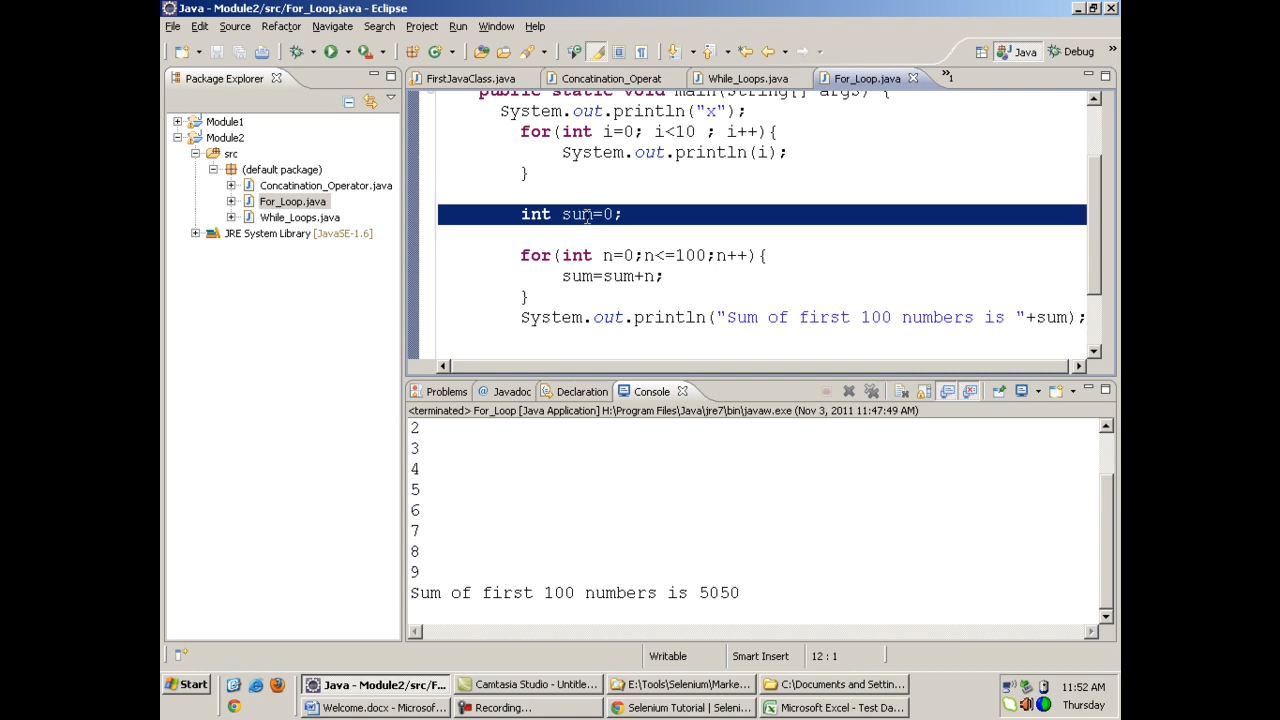 Java - Module2/src/For_Loop.java - Eclipse
File Edit Source Refactor Navigate Search Project Run Window Help
Java Debug »
Package Explorer
FirstJavaClass.java Concatination_Operat While_Loops.java For_Loop.java »1
Module1
Module2
src
(default package)
Concatination_Operator.java
For_Loop.java
While_Loops.java
JRE System Library [JavaSE-1.6]
public static void main(String[] args) {
System.out.println("x");
for(int i=0; i<10 ; i++){
System.out.println(i);
}
int sum=0;
for(int n=0;n<=100;n++){
sum=sum+n;
}
System.out.println("Sum of first 100 numbers is "+sum);
Problems @ Javadoc Declaration Console
<terminated> For_Loop [Java Application] H:\Program Files\Java\jre7\bin\javaw.exe (Nov 3, 2011 11:47:49 AM)
2
3
4
5
6
7
8
9
Sum of first 100 numbers is 5050
Writable Smart Insert 12 : 1
Start Java - Module2/src/F... Camtasia Studio - Untitle... E:\Tools\Selenium\Marke... C:\Documents and Settin... 11:52 AM
Welcome.docx - Microsof... Recording... Selenium Tutorial | Seleni... Microsoft Excel - Test Da... Thursday